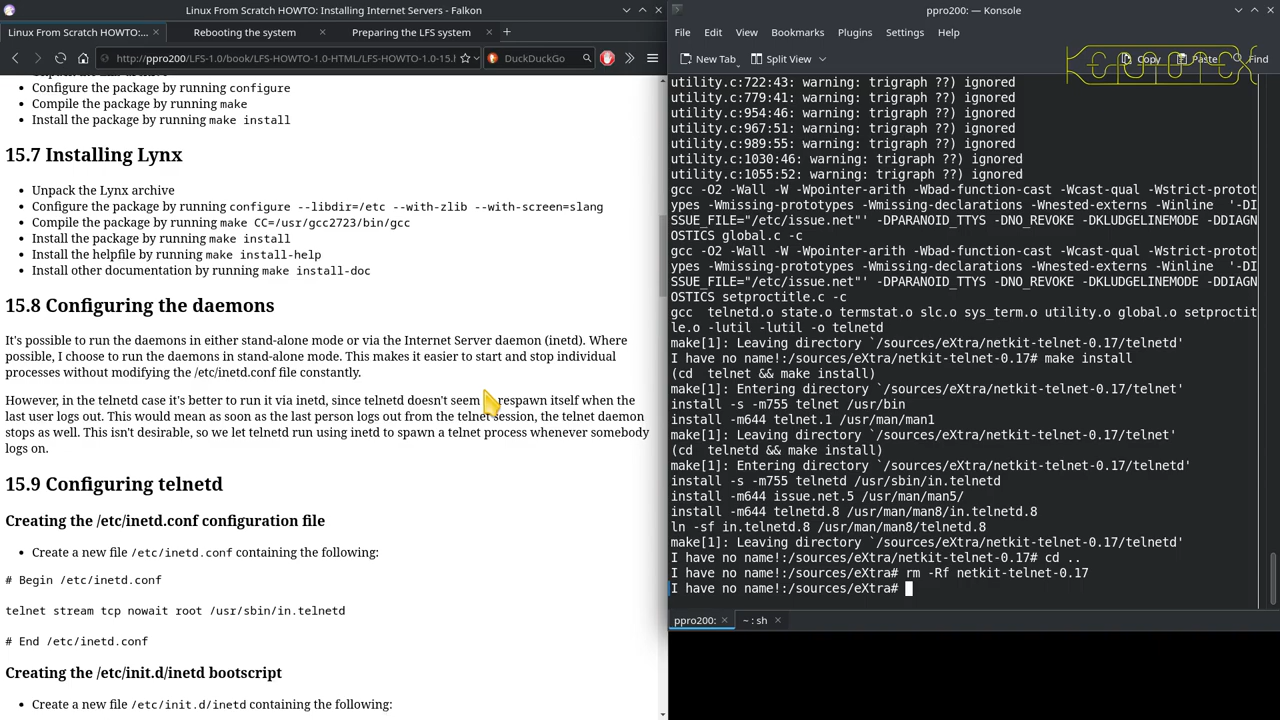 Linux From Scratch HOWTO: Installing Internet Servers - Falkon
Linux From Scratch HOWTO:...
Rebooting the system
Preparing the LFS system
http://ppro200/LFS-1.0/book/LFS-HOWTO-1.0-HTML/LFS-HOWTO-1.0-15.l
DuckDuckGo
Configure the package by running configure
Compile the package by running make
Install the package by running make install
15.7 Installing Lynx
Unpack the Lynx archive
Configure the package by running configure --libdir=/etc --with-zlib --with-screen=slang
Compile the package by running make CC=/usr/gcc2723/bin/gcc
Install the package by running make install
Install the helpfile by running make install-help
Install other documentation by running make install-doc
15.8 Configuring the daemons
It's possible to run the daemons in either stand-alone mode or via the Internet Server daemon (inetd). Where
possible, I choose to run the daemons in stand-alone mode. This makes it easier to start and stop individual
processes without modifying the /etc/inetd.conf file constantly.
However, in the telnetd case it's better to run it via inetd, since telnetd doesn't seem respawn itself when the
last user logs out. This would mean as soon as the last person logs out from the telnet session, the telnet daemon
stops as well. This isn't desirable, so we let telnetd run using inetd to spawn a telnet process whenever somebody
logs on.
15.9 Configuring telnetd
Creating the /etc/inetd.conf configuration file
Create a new file /etc/inetd.conf containing the following:
# Begin /etc/inetd.conf
telnet stream tcp nowait root /usr/sbin/in.telnetd
# End /etc/inetd.conf
Creating the /etc/init.d/inetd bootscript
Create a new file /etc/init.d/inetd containing the following:
ppro200: — Konsole
File Edit View Bookmarks Plugins Settings Help
New Tab Split View Copy Paste Find
utility.c:722:43: warning: trigraph ??) ignored
utility.c:779:41: warning: trigraph ??) ignored
utility.c:954:46: warning: trigraph ??) ignored
utility.c:967:51: warning: trigraph ??) ignored
utility.c:989:55: warning: trigraph ??) ignored
utility.c:1030:46: warning: trigraph ??) ignored
utility.c:1055:52: warning: trigraph ??) ignored
gcc -O2 -Wall -W -Wpointer-arith -Wbad-function-cast -Wcast-qual -Wstrict-protot
ypes -Wmissing-prototypes -Wmissing-declarations -Wnested-externs -Winline '-DI
SSUE_FILE="/etc/issue.net"' -DPARANOID_TTYS -DNO_REVOKE -DKLUDGELINEMODE -DDIAGN
OSTICS global.c -c
gcc -O2 -Wall -W -Wpointer-arith -Wbad-function-cast -Wcast-qual -Wstrict-protot
ypes -Wmissing-prototypes -Wmissing-declarations -Wnested-externs -Winline '-DI
SSUE_FILE="/etc/issue.net"' -DPARANOID_TTYS -DNO_REVOKE -DKLUDGELINEMODE -DDIAGN
OSTICS setproctitle.c -c
gcc telnetd.o state.o termstat.o slc.o sys_term.o utility.o global.o setproctit
le.o -lutil -lutil -o telnetd
make[1]: Leaving directory `/sources/eXtra/netkit-telnet-0.17/telnetd'
I have no name!:/sources/eXtra/netkit-telnet-0.17# make install
(cd telnet && make install)
make[1]: Entering directory `/sources/eXtra/netkit-telnet-0.17/telnet'
install -s -m755 telnet /usr/bin
install -m644 telnet.1 /usr/man/man1
make[1]: Leaving directory `/sources/eXtra/netkit-telnet-0.17/telnet'
(cd telnetd && make install)
make[1]: Entering directory `/sources/eXtra/netkit-telnet-0.17/telnetd'
install -s -m755 telnetd /usr/sbin/in.telnetd
install -m644 issue.net.5 /usr/man/man5/
install -m644 telnetd.8 /usr/man/man8/in.telnetd.8
ln -sf in.telnetd.8 /usr/man/man8/telnetd.8
make[1]: Leaving directory `/sources/eXtra/netkit-telnet-0.17/telnetd'
I have no name!:/sources/eXtra/netkit-telnet-0.17# cd ..
I have no name!:/sources/eXtra# rm -Rf netkit-telnet-0.17
I have no name!:/sources/eXtra#
ppro200:
~ : sh